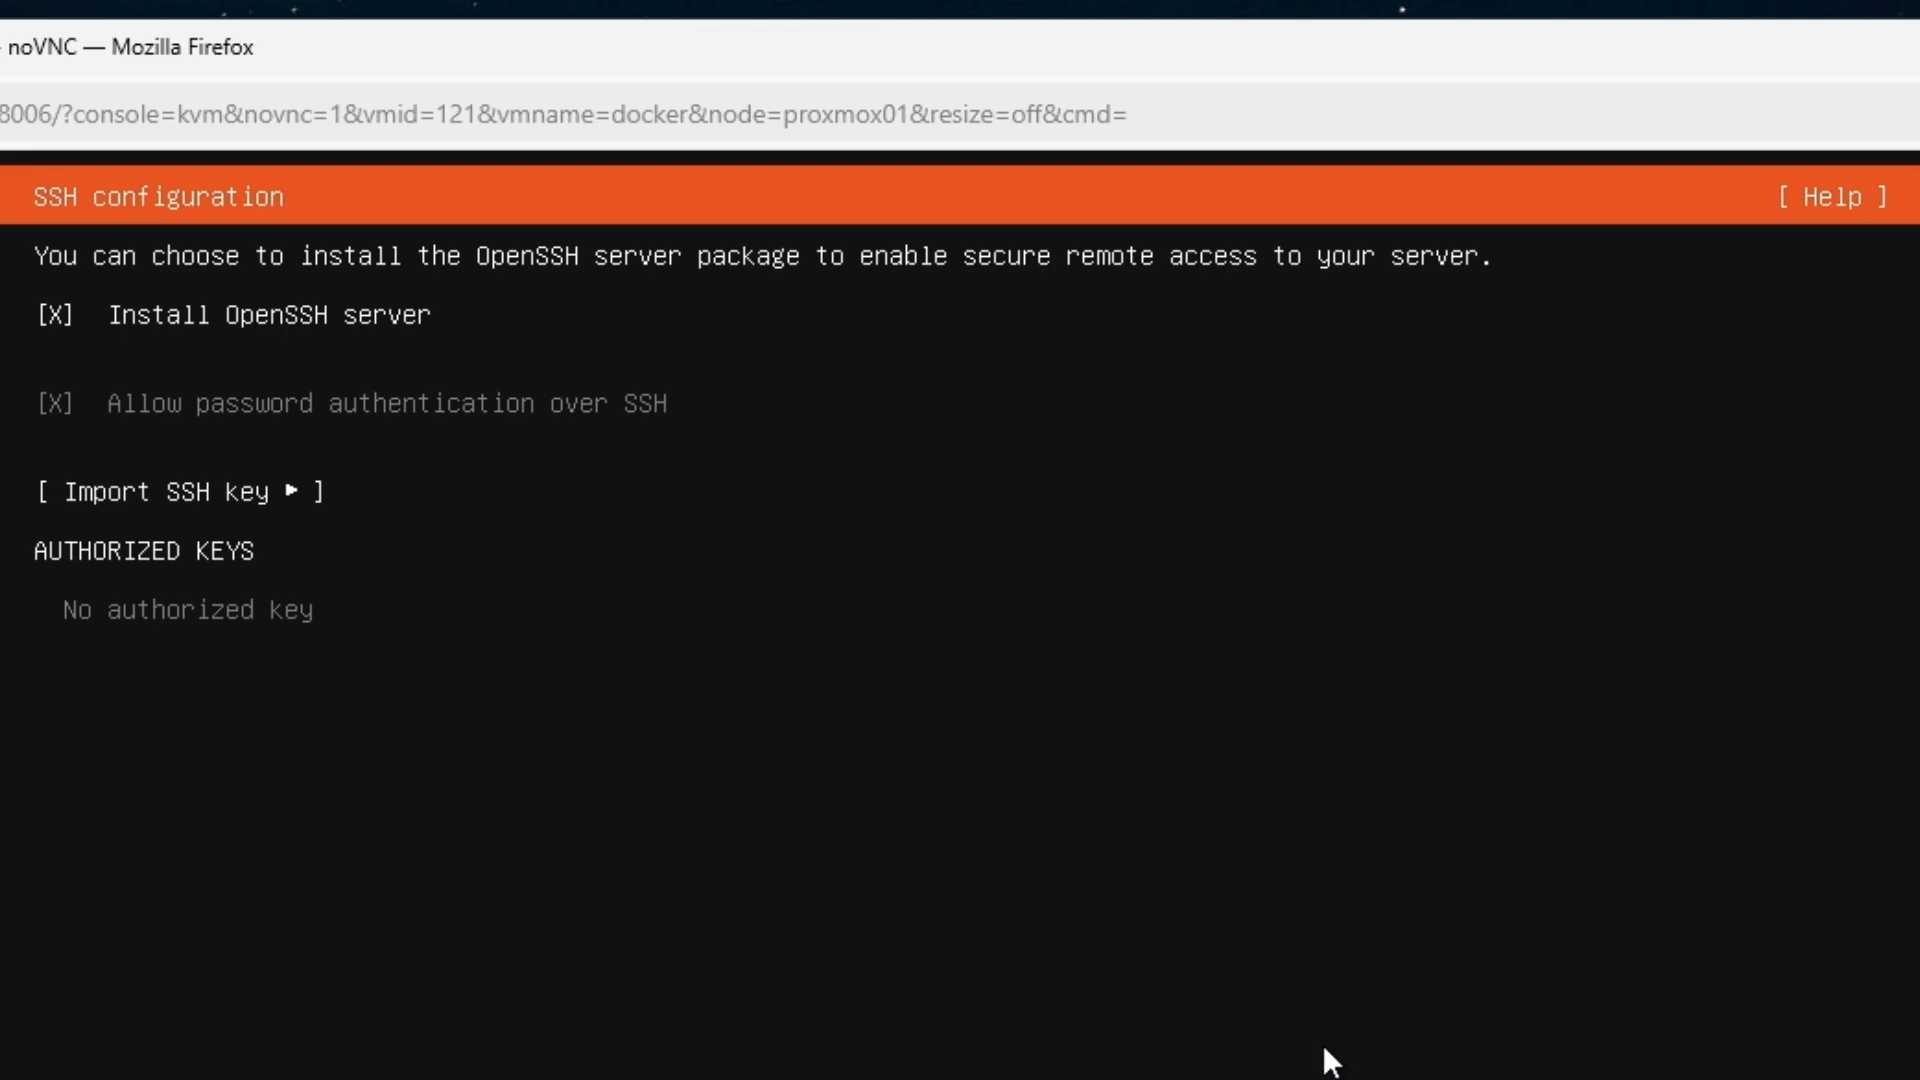 noVNC — Mozilla Firefox
8006/?console=kvm&novnc=1&vmid=121&vmname=docker&node=proxmox01&resize=off&cmd=
SSH configuration [ Help ]
You can choose to install the OpenSSH server package to enable secure remote access to your server.
[X] Install OpenSSH server
[X] Allow password authentication over SSH
[ Import SSH key ▸ ]
AUTHORIZED KEYS
No authorized key